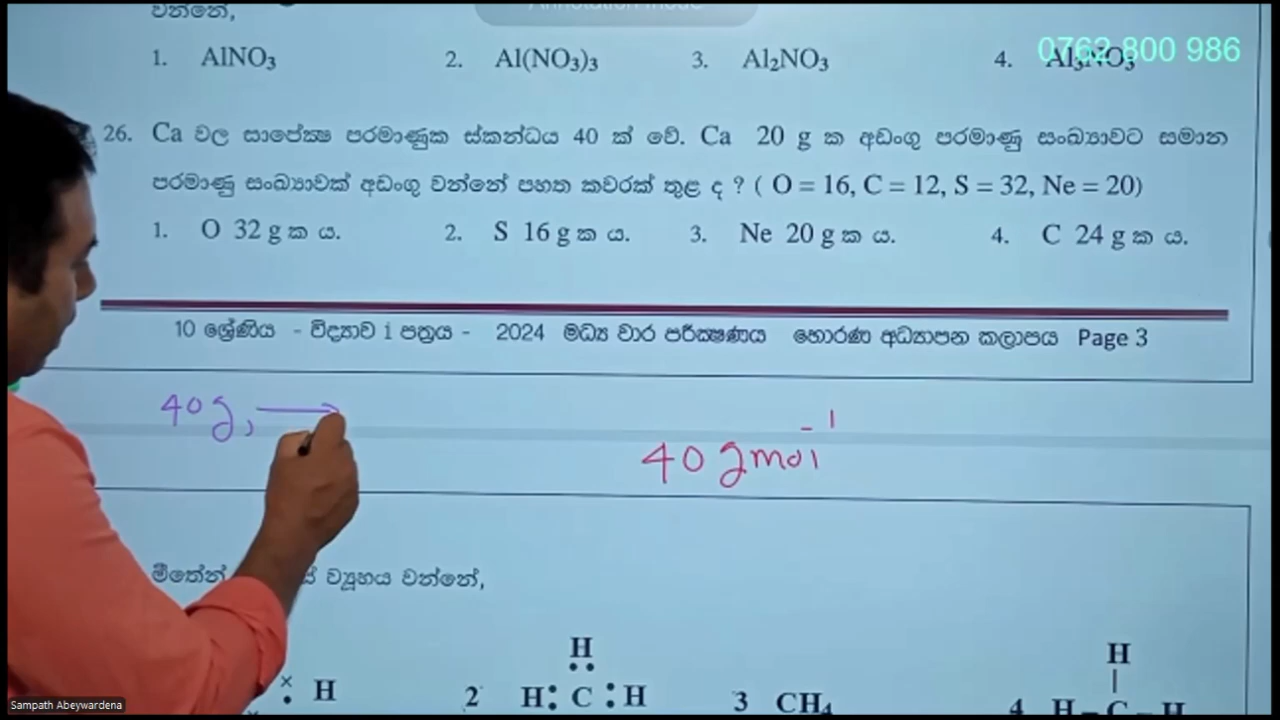 වන්නේ,
1. AlNO₃ 2. Al(NO₃)₃ 3. Al₂NO₃ 4. Al₃NO₃
0762 800 986
26. Ca වල සාපේක්ෂ පරමාණුක ස්කන්ධය 40 ක් වේ. Ca 20 g ක අඩංගු පරමාණු සංඛ්‍යාවට සමාන
පරමාණු සංඛ්‍යාවක් අඩංගු වන්නේ පහත කවරක් තුළ ද ? ( O = 16, C = 12, S = 32, Ne = 20)
1. O 32 g ක ය. 2. S 16 g ක ය. 3. Ne 20 g ක ය. 4. C 24 g ක ය.
10 ශ්‍රේණිය - විද්‍යාව i පත්‍රය - 2024 මධ්‍ය වාර පරීක්ෂණය හොරණ අධ්‍යාපන කලාපය Page 3
40g, →
40 gmol⁻¹
මීතේන් ව්‍යුහය වන්නේ,
H
H
× • H 2 H : C : H 3 CH₄ 4 H – C – H
Sampath Abeywardena